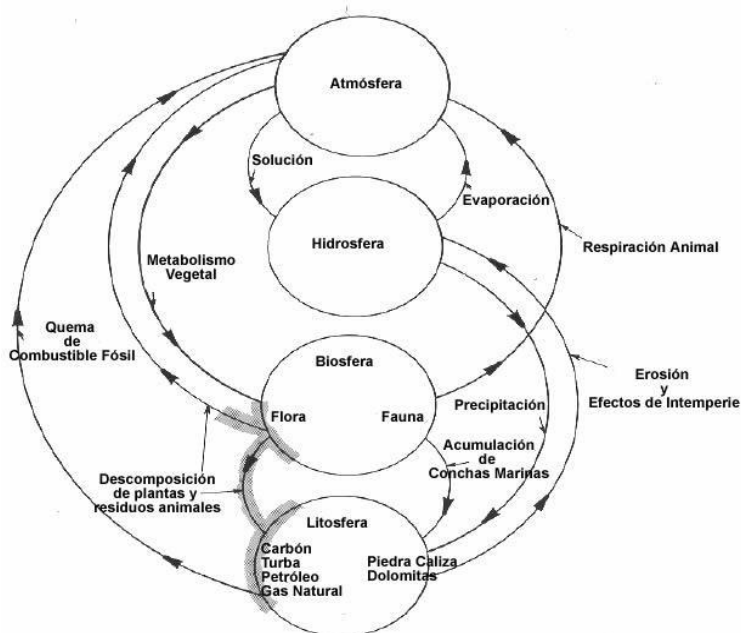 Atmósfera
Solución
Evaporación
Hidrosfera
Respiración Animal
Metabolismo
Vegetal
Quema
de
Combustible Fósil
Biosfera
Flora
Fauna
Erosión
y
Efectos de Intemperie
Precipitación
Acumulación
de
Conchas Marinas
Descomposición
de plantas y
residuos animales
Litosfera
Carbón
Turba
Petróleo
Gas Natural
Piedra Caliza
Dolomitas